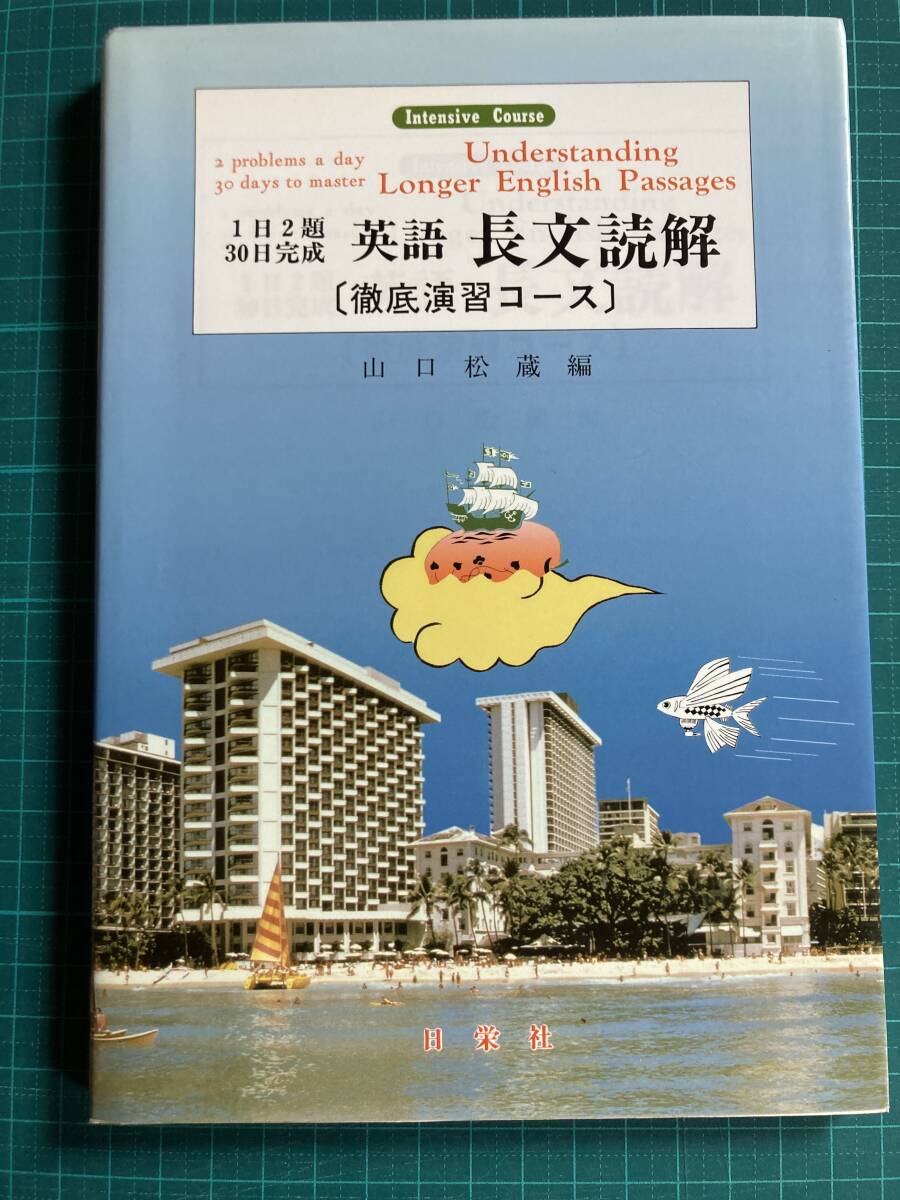 Intensive Course
2 problems a day
30 days to master
Understanding
Longer English Passages
1日2題
30日完成
英語 長文読解
〔徹底演習コース〕
山口松蔵編
日栄社